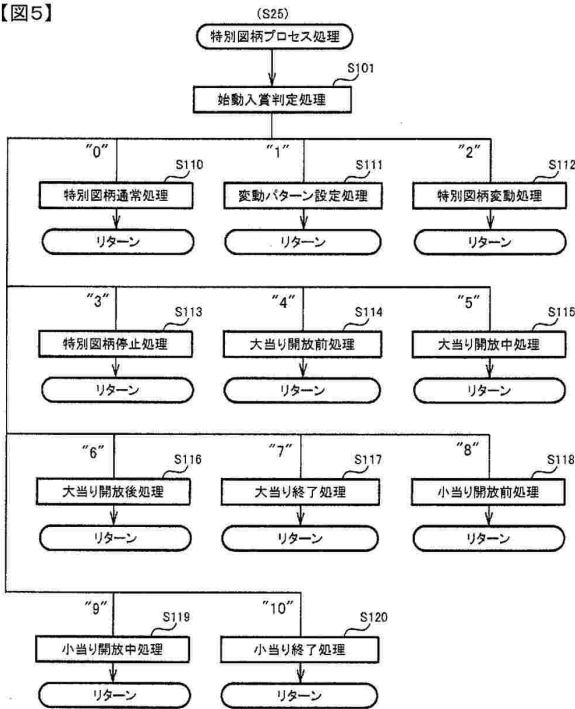 【図5】
(S25)
特別図柄プロセス処理
S101
始動入賞判定処理
"0"
"1"
"2"
S110
S111
S112
特別図柄通常処理
変動パターン設定処理
特別図柄変動処理
リターン
リターン
リターン
"3"
"4"
"5"
S113
S114
S115
特別図柄停止処理
大当り開放前処理
大当り開放中処理
リターン
リターン
リターン
"6"
"7"
"8"
S116
S117
S118
大当り開放後処理
大当り終了処理
小当り開放前処理
リターン
リターン
リターン
"9"
"10"
S119
S120
小当り開放中処理
小当り終了処理
リターン
リターン